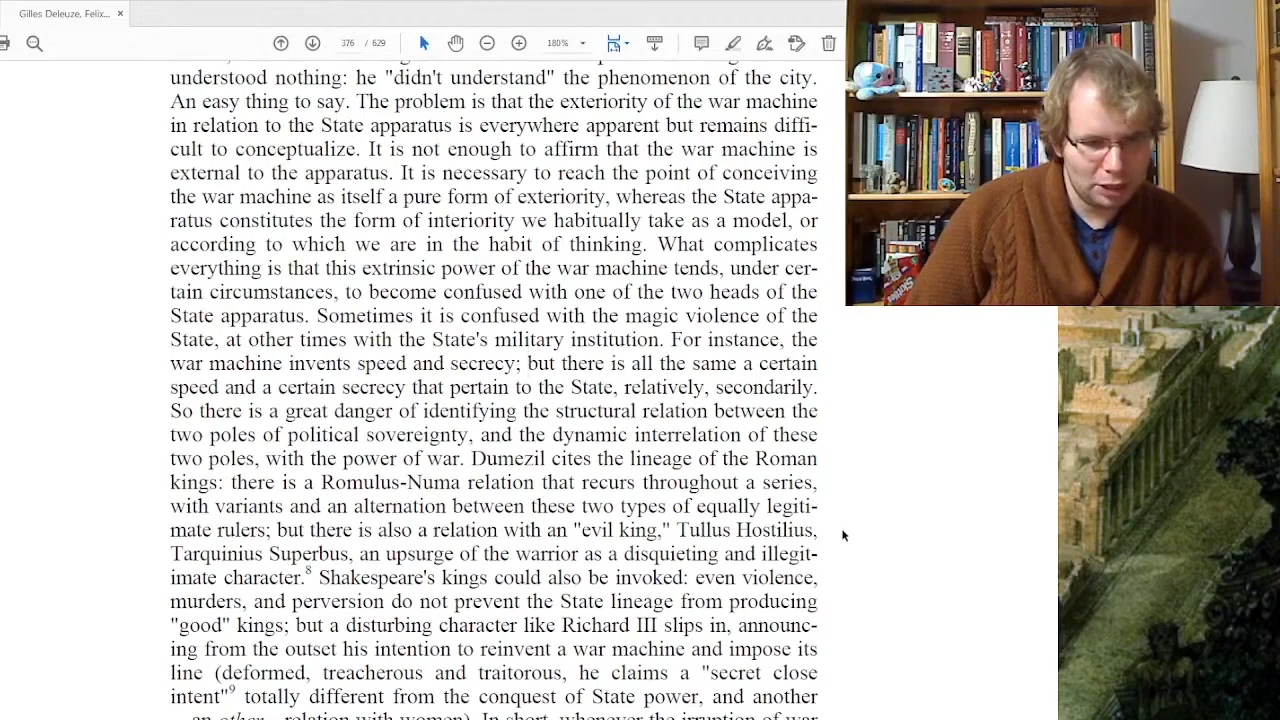 Gilles Deleuze, Felix... ×
376 / 629
180%
understood nothing: he "didn't understand" the phenomenon of the city.
An easy thing to say. The problem is that the exteriority of the war machine
in relation to the State apparatus is everywhere apparent but remains diffi-
cult to conceptualize. It is not enough to affirm that the war machine is
external to the apparatus. It is necessary to reach the point of conceiving
the war machine as itself a pure form of exteriority, whereas the State appa-
ratus constitutes the form of interiority we habitually take as a model, or
according to which we are in the habit of thinking. What complicates
everything is that this extrinsic power of the war machine tends, under cer-
tain circumstances, to become confused with one of the two heads of the
State apparatus. Sometimes it is confused with the magic violence of the
State, at other times with the State's military institution. For instance, the
war machine invents speed and secrecy; but there is all the same a certain
speed and a certain secrecy that pertain to the State, relatively, secondarily.
So there is a great danger of identifying the structural relation between the
two poles of political sovereignty, and the dynamic interrelation of these
two poles, with the power of war. Dumezil cites the lineage of the Roman
kings: there is a Romulus-Numa relation that recurs throughout a series,
with variants and an alternation between these two types of equally legiti-
mate rulers; but there is also a relation with an "evil king," Tullus Hostilius,
Tarquinius Superbus, an upsurge of the warrior as a disquieting and illegit-
imate character.8 Shakespeare's kings could also be invoked: even violence,
murders, and perversion do not prevent the State lineage from producing
"good" kings; but a disturbing character like Richard III slips in, announc-
ing from the outset his intention to reinvent a war machine and impose its
line (deformed, treacherous and traitorous, he claims a "secret close
intent"9 totally different from the conquest of State power, and another
—an other—relation with women). In short, whenever the irruption of war
Skittles